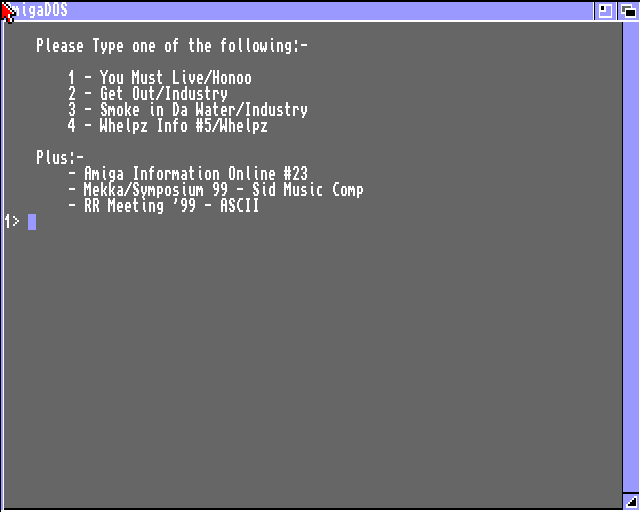 AmigaDOS
Please Type one of the following:-
1 - You Must Live/Honoo
2 - Get Out/Industry
3 - Smoke in Da Water/Industry
4 - Whelpz Info #5/Whelpz
Plus:-
- Amiga Information Online #23
- Mekka/Symposium 99 - Sid Music Comp
- RR Meeting '99 - ASCII
1>